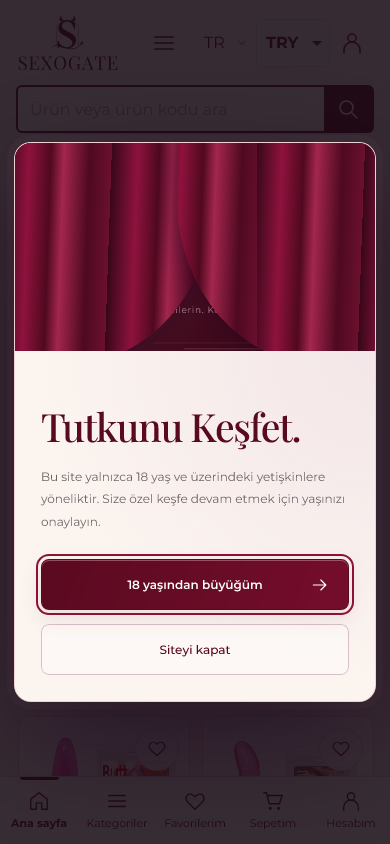 SEXOGATE
TR
TRY
Ürün veya ürün kodu ara
Tutkunu Keşfet.
Bu site yalnızca 18 yaş ve üzerindeki yetişkinlere
yöneliktir. Size özel keşfe devam etmek için yaşınızı
onaylayın.
18 yaşından büyüğüm
Siteyi kapat
Ana sayfa
Kategoriler
Favorilerim
Sepetim
Hesabım